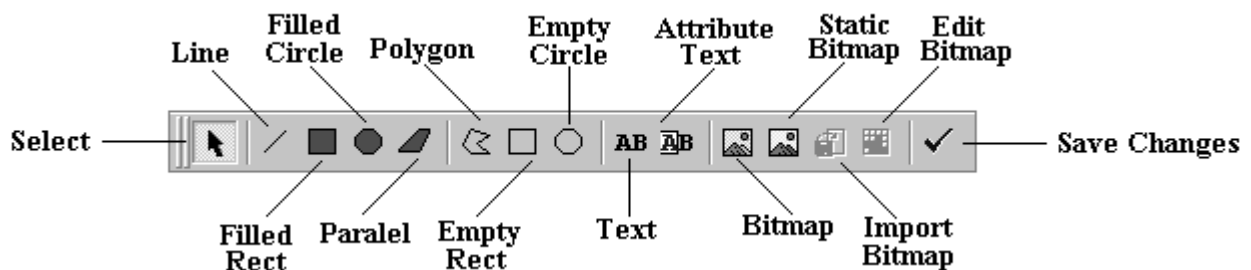 Line
Filled
Circle
Polygon
Empty
Circle
Attribute
Text
Static
Bitmap
Edit
Bitmap
Select
AB
AB
Save Changes
Filled
Rect
Paralel
Empty
Rect
Text
Bitmap
Import
Bitmap